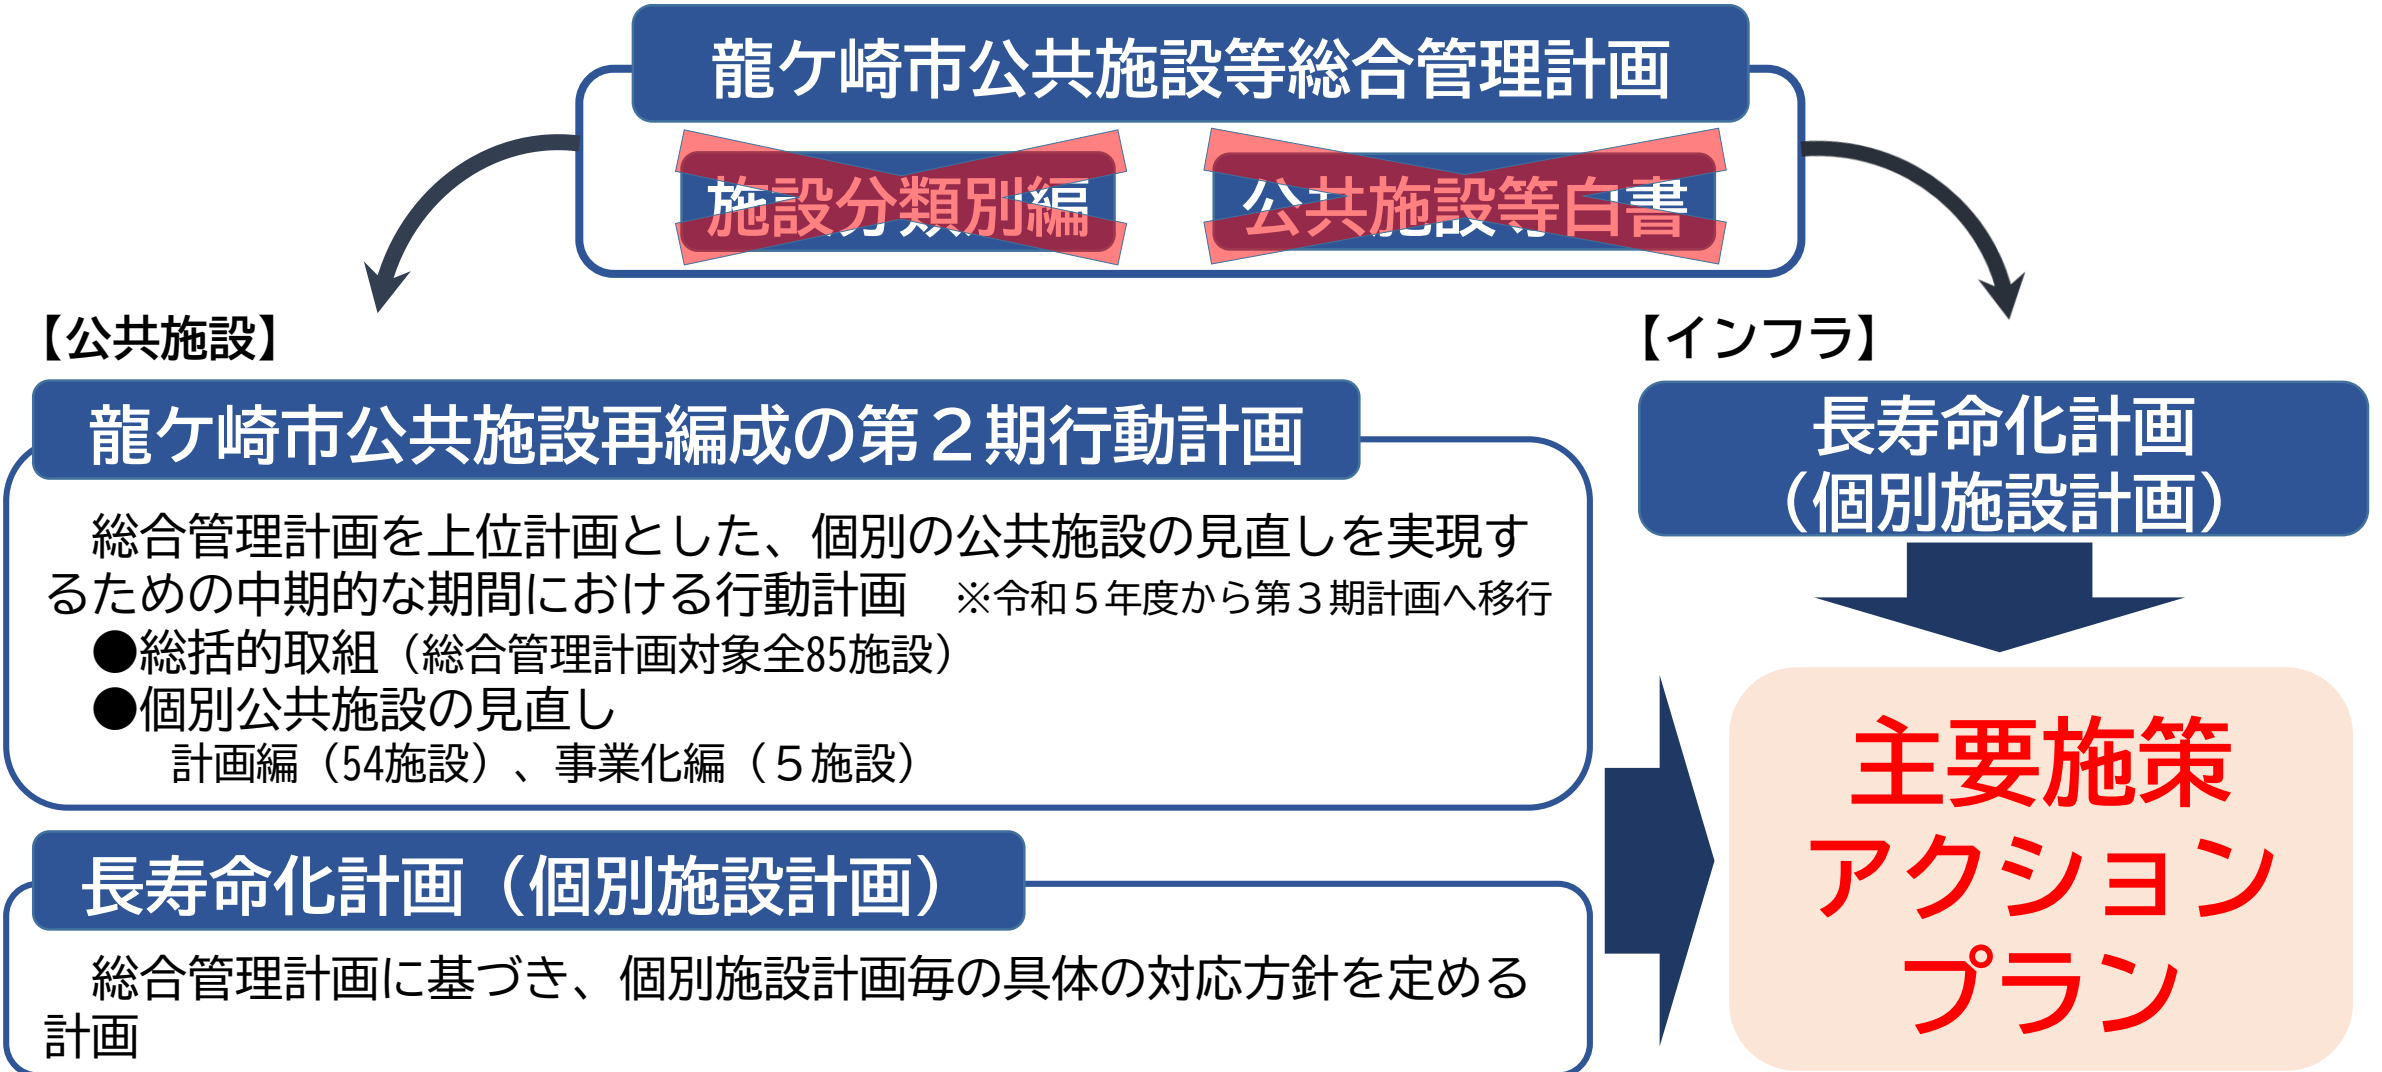 龍ケ崎市公共施設等総合管理計画
施設分類別編
公共施設等白書
【公共施設】
龍ケ崎市公共施設再編成の第２期行動計画
総合管理計画を上位計画とした、個別の公共施設の見直しを実現す
るための中期的な期間における行動計画　※令和５年度から第３期計画へ移行
●総括的取組（総合管理計画対象全85施設）
●個別公共施設の見直し
計画編（54施設）、事業化編（５施設）
長寿命化計画（個別施設計画）
総合管理計画に基づき、個別施設計画毎の具体の対応方針を定める
計画
【インフラ】
長寿命化計画
（個別施設計画）
主要施策
アクション
プラン